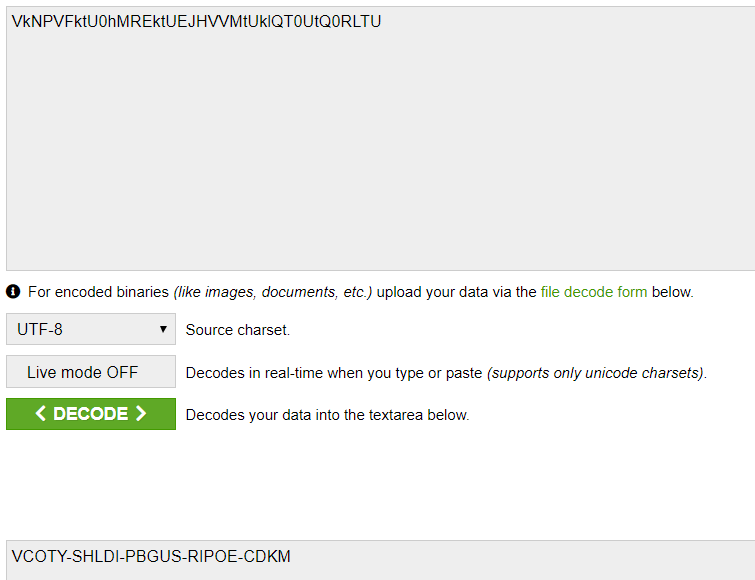 VkNPVFktU0hMREktUEJHVVMtUklQT0UtQ0RLTU
For encoded binaries (like images, documents, etc.) upload your data via the file decode form below.
UTF-8 Source charset.
Live mode OFF Decodes in real-time when you type or paste (supports only unicode charsets).
DECODE Decodes your data into the textarea below.
VCOTY-SHLDI-PBGUS-RIPOE-CDKM